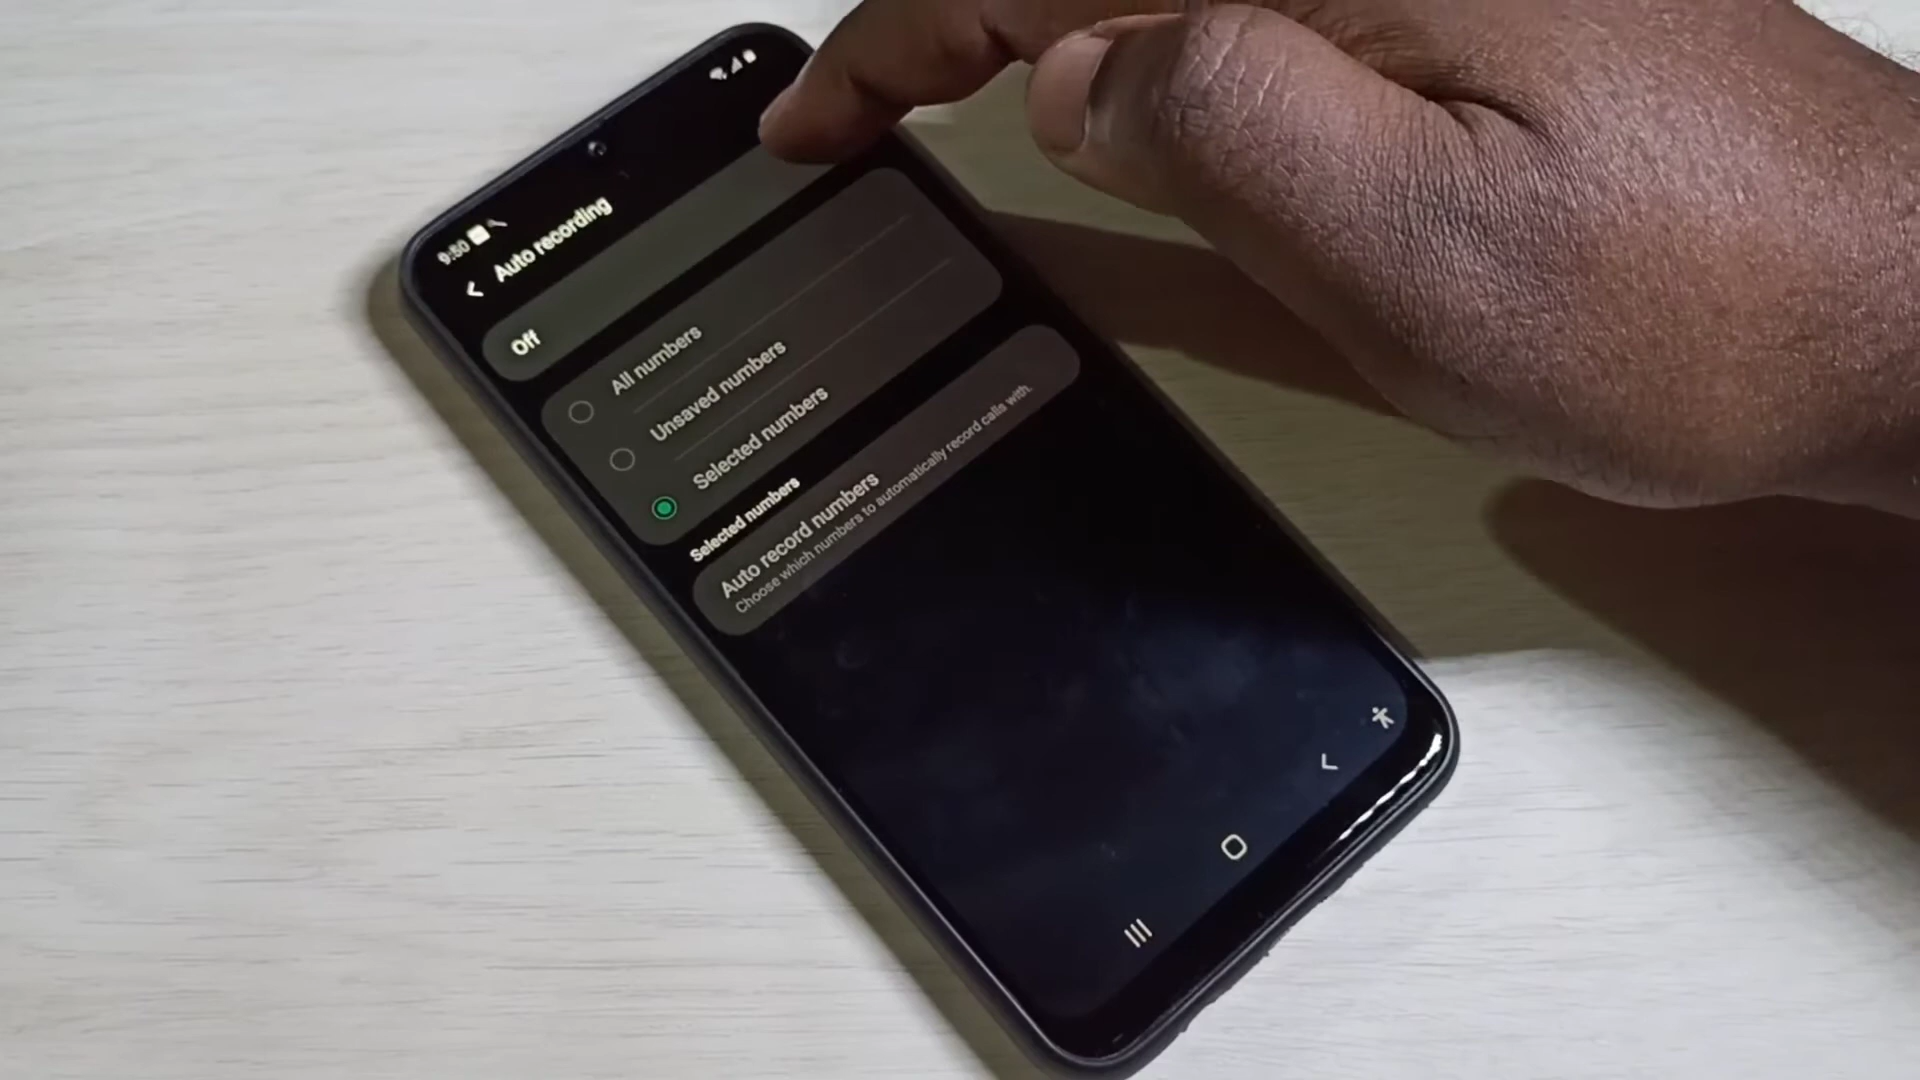 9:50
Auto recording
Off
All numbers
Unsaved numbers
Selected numbers
Selected numbers
Auto record numbers
Choose which numbers to automatically record calls with.